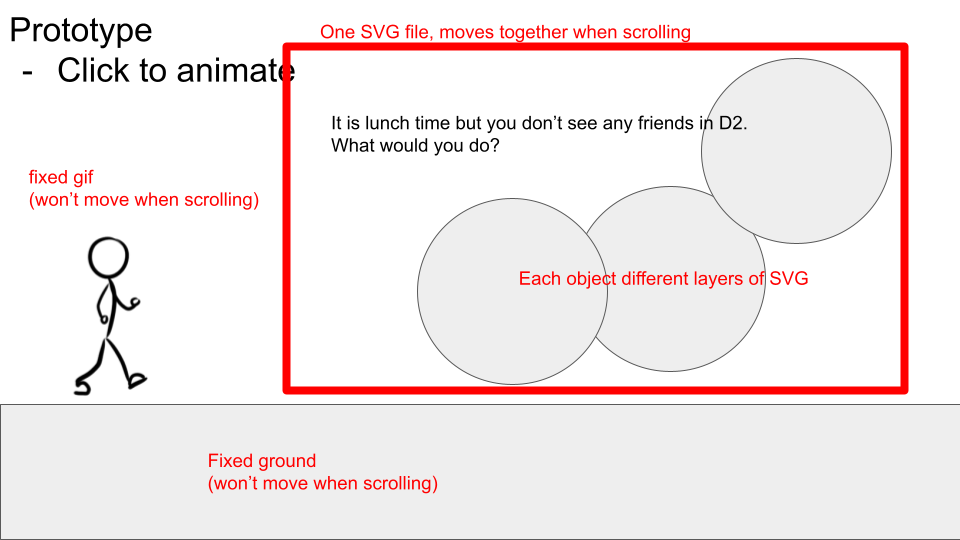 Prototype
- Click to animate
One SVG file, moves together when scrolling
It is lunch time but you don’t see any friends in D2.
What would you do?
fixed gif
(won’t move when scrolling)
Each object different layers of SVG
Fixed ground
(won’t move when scrolling)